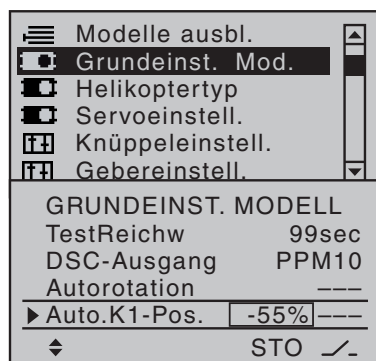 Modelle ausbl.
Grundeinst. Mod.
Helikoptertyp
Servoeinstell.
Knüppeleinstell.
Gebereinstell.
GRUNDEINST. MODELL
TestReichw 99sec
DSC-Ausgang PPM10
Autorotation –––
Auto.K1-Pos. -55% –––
STO